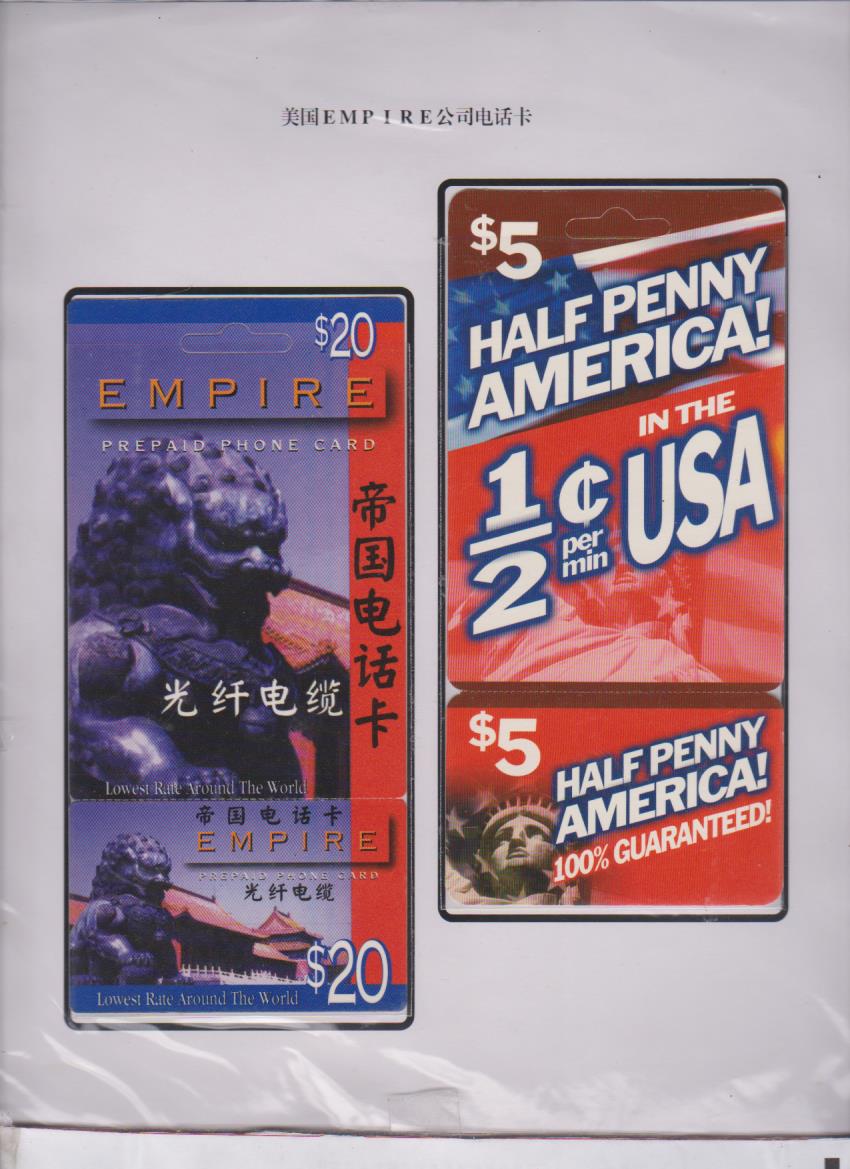 美国EMPIRE公司电话卡
$20
EMPIRE
PREPAID PHONE CARD
帝国电话卡
光纤电缆
Lowest Rate Around The World
帝国电话卡
EMPIRE
PREPAID PHONE CARD
光纤电缆
$20
Lowest Rate Around The World
$5
HALF PENNY
AMERICA!
IN THE
USA
1/2 ¢
per
min
$5
HALF PENNY
AMERICA!
100% GUARANTEED!